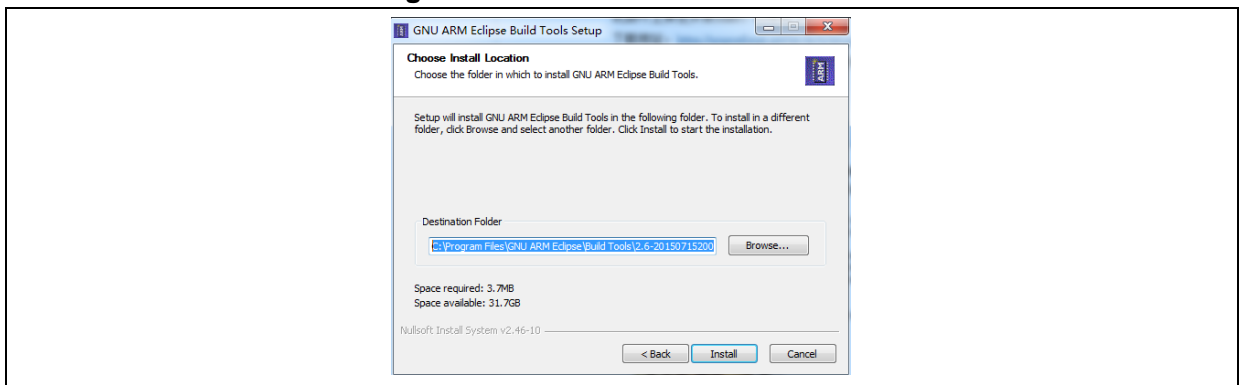 GNU ARM Eclipse Build Tools Setup
Choose Install Location
Choose the folder in which to install GNU ARM Eclipse Build Tools.
ARM
Setup will install GNU ARM Eclipse Build Tools in the following folder. To install in a different
folder, click Browse and select another folder. Click Install to start the installation.
Destination Folder
C:\Program Files\GNU ARM Eclipse\Build Tools\2.6-20150715200
Browse...
Space required: 3.7MB
Space available: 31.7GB
Nullsoft Install System v2.46-10
< Back
Install
Cancel